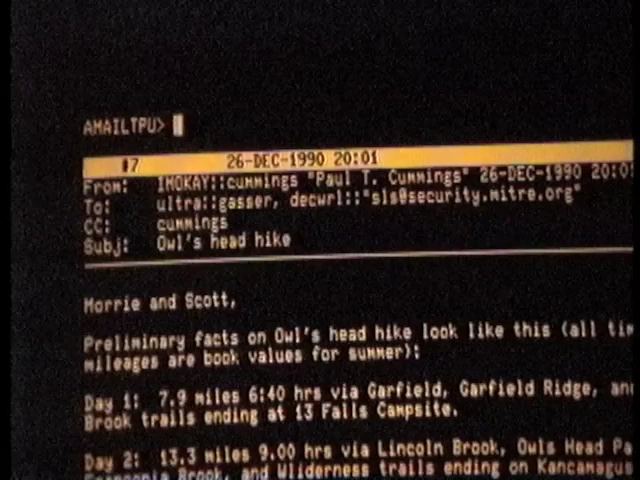 AMAILTPU>
#7 26-DEC-1990 20:01
From: IMOKAY::cummings "Paul T. Cummings" 26-DEC-1990 20:0
To: ultra::gasser, decwrl::"sls@security.mitre.org"
CC: cummings
Subj: Owl's head hike
Morrie and Scott,
Preliminary facts on Owl's head hike look like this (all
mileages are book values for summer):
Day 1: 7.9 miles 6:40 hrs via Garfield, Garfield Ridge, and
Brook trails ending at 13 Falls Campsite.
Day 2: 13.3 miles 9.00 hrs via Lincoln Brook, Owls Head Pa
Brook, and Wilderness trails ending on Kancamagus